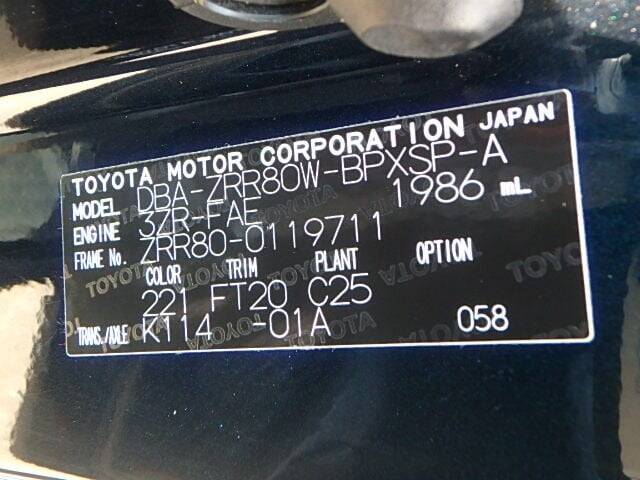 TOYOTA MOTOR CORPORATION JAPAN
MODEL DBA-ZRR80W-BPXSP-A
ENGINE 3ZR-FAE 1986 mL
FRAME No. ZRR80-0119711
COLOR TRIM PLANT OPTION
221 FT20 C25
TRANS./AXLE K114 -01A 058